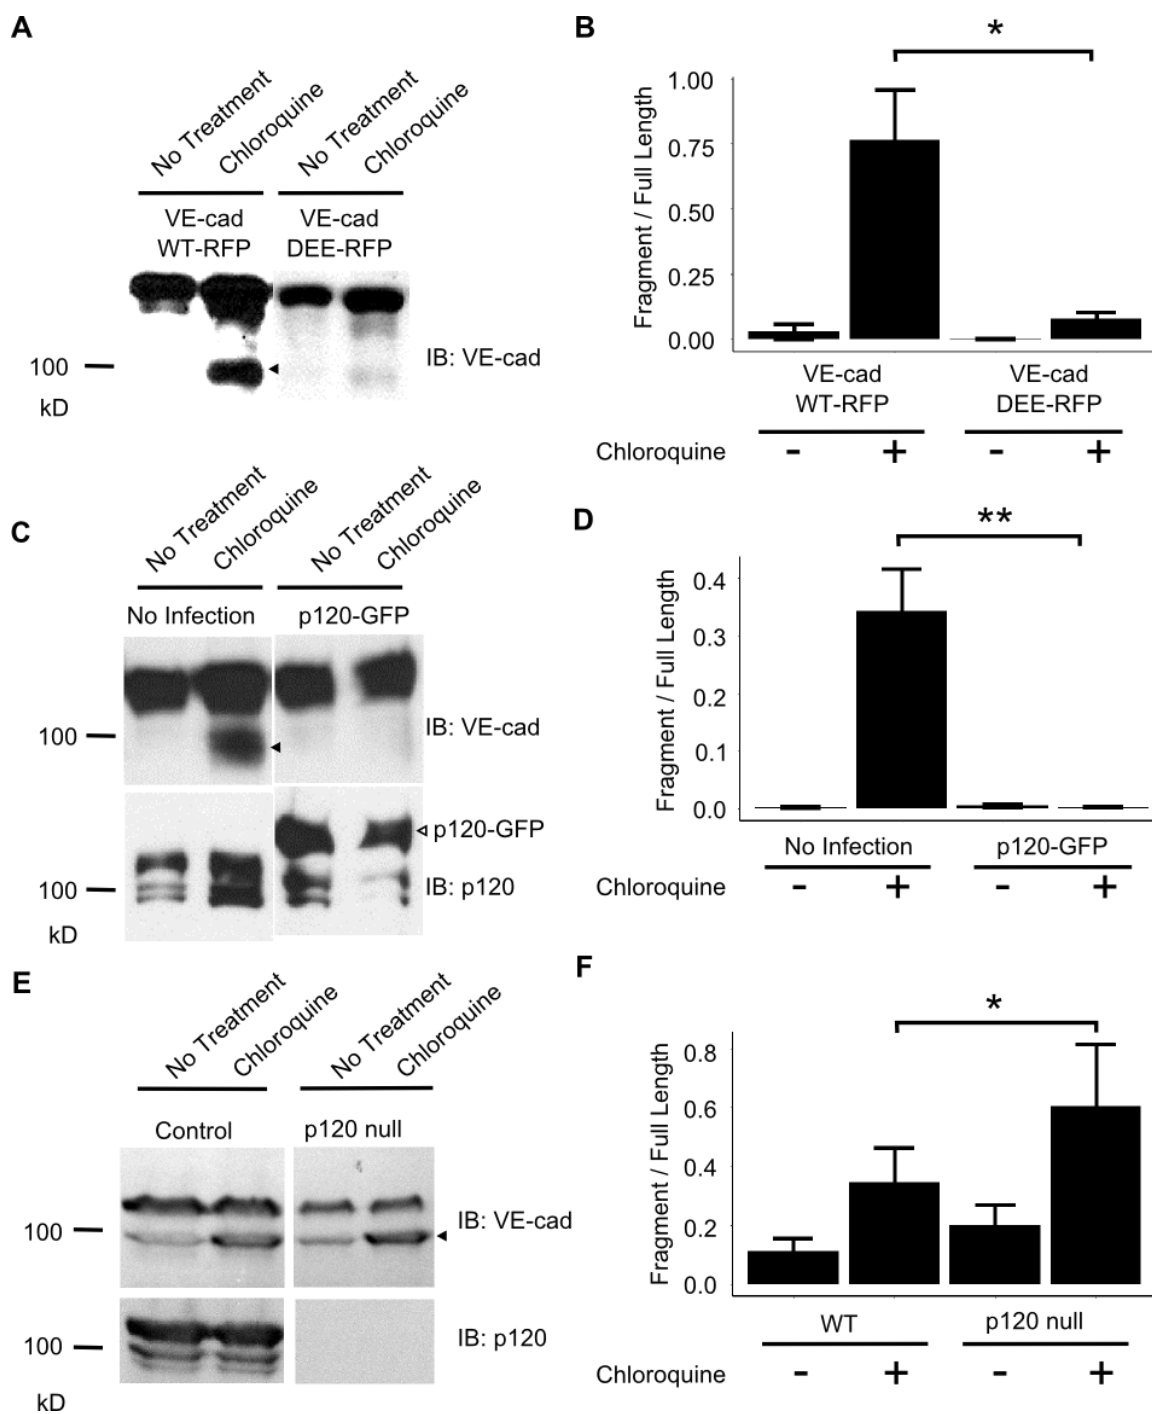 A
No Treatment
Chloroquine
No Treatment
Chloroquine
VE-cad
WT-RFP
VE-cad
DEE-RFP
100
kD
IB: VE-cad
B
*
Fragment / Full Length
1.00
0.75
0.50
0.25
0.00
VE-cad
WT-RFP
VE-cad
DEE-RFP
Chloroquine - + - +
C
No Treatment
Chloroquine
No Treatment
Chloroquine
No Infection
p120-GFP
100
IB: VE-cad
p120-GFP
100
IB: p120
kD
D
**
Fragment / Full Length
0.4
0.3
0.2
0.1
0.0
No Infection
p120-GFP
Chloroquine - + - +
E
No Treatment
Chloroquine
No Treatment
Chloroquine
Control
p120 null
100
IB: VE-cad
100
IB: p120
kD
F
*
Fragment / Full Length
0.8
0.6
0.4
0.2
0.0
WT
p120 null
Chloroquine - + - +